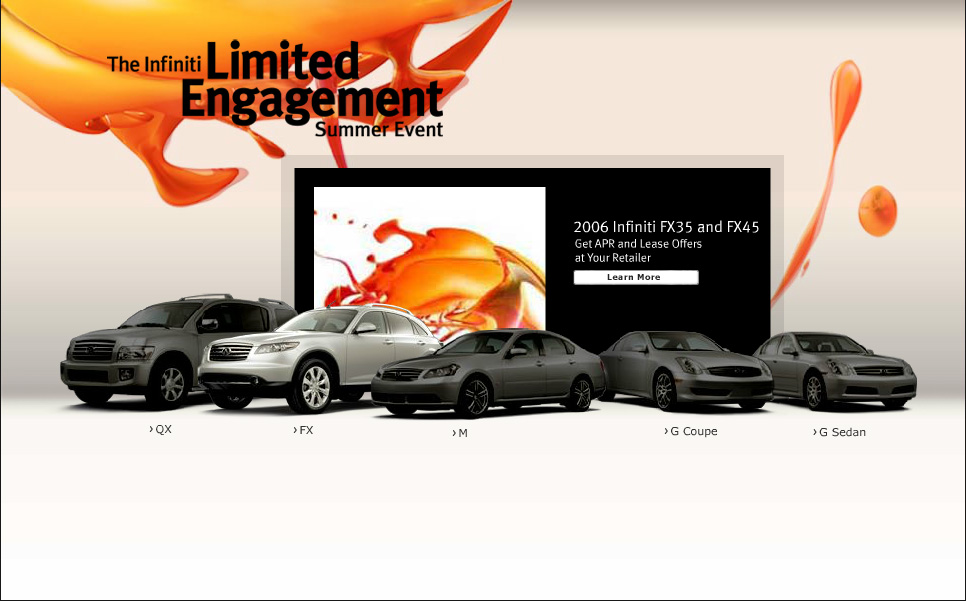 The Infiniti Limited
Engagement
Summer Event
2006 Infiniti FX35 and FX45
Get APR and Lease Offers
at Your Retailer
Learn More
› QX
› FX
› M
› G Coupe
› G Sedan